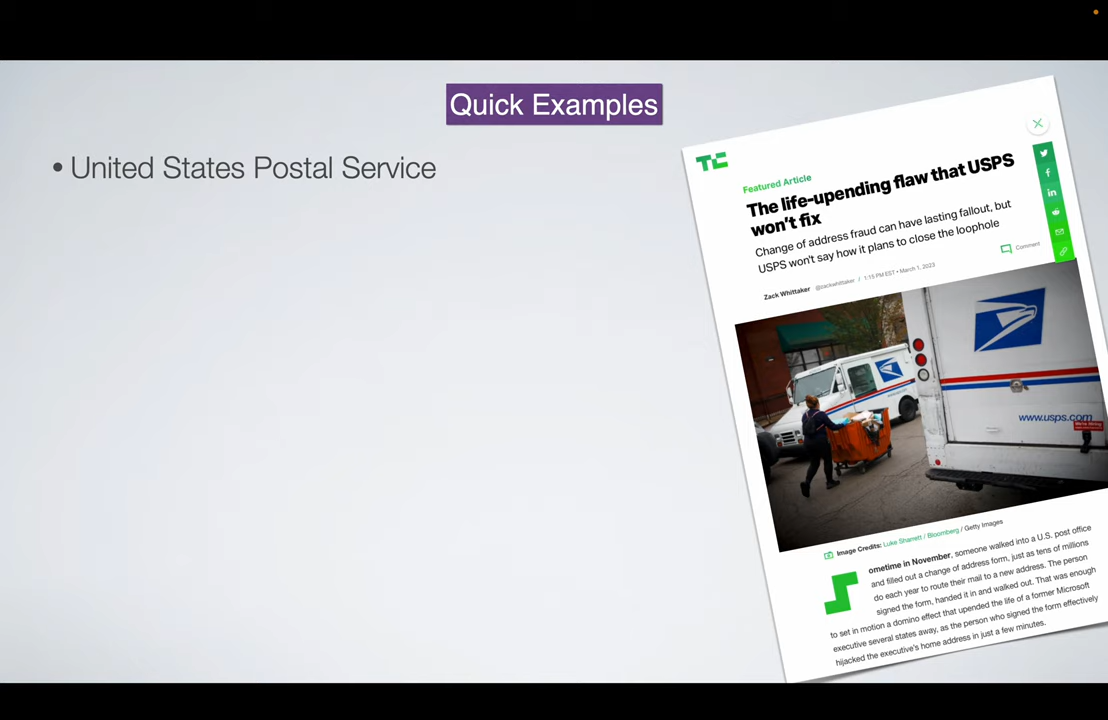 Quick Examples
• United States Postal Service
TC
Featured Article
The life-upending flaw that USPS
won't fix
Change of address fraud can have lasting fallout, but
USPS won't say how it plans to close the loophole
Comment
Zack Whittaker @zackwhittaker / 1:15 PM EST • March 1, 2023
www.usps.com
We're Hiring
Image Credits: Luke Sharrett / Bloomberg / Getty Images
Sometime in November, someone walked into a U.S. post office
and filled out a change of address form, just as tens of millions
do each year to route their mail to a new address. The person
signed the form, handed it in and walked out. That was enough
to set in motion a domino effect that upended the life of a former Microsoft
executive several states away, as the person who signed the form effectively
hijacked the executive's home address in just a few minutes.